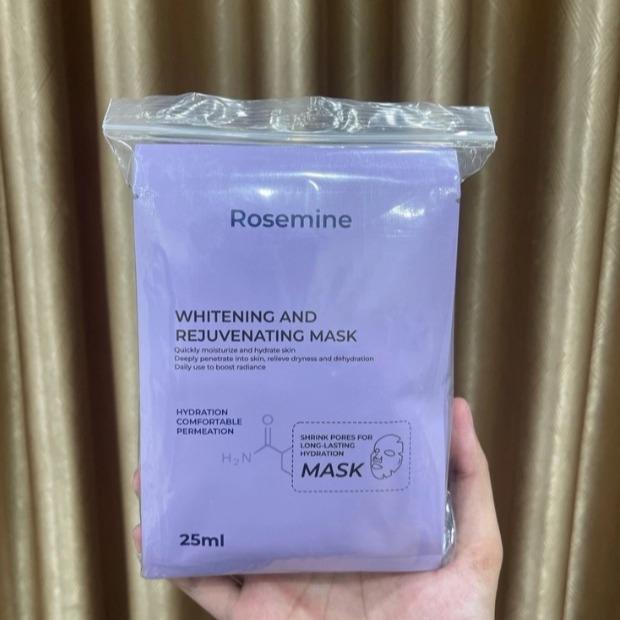 Rosemine
WHITENING AND
REJUVENATING MASK
Quickly moisturize and hydrate skin
Deeply penetrate into skin, relieve dryness and dehydration
Daily use to boost radiance
HYDRATION
COMFORTABLE
PERMEATION
O
H₂N
SHRINK PORES FOR
LONG-LASTING
HYDRATION
MASK
25ml